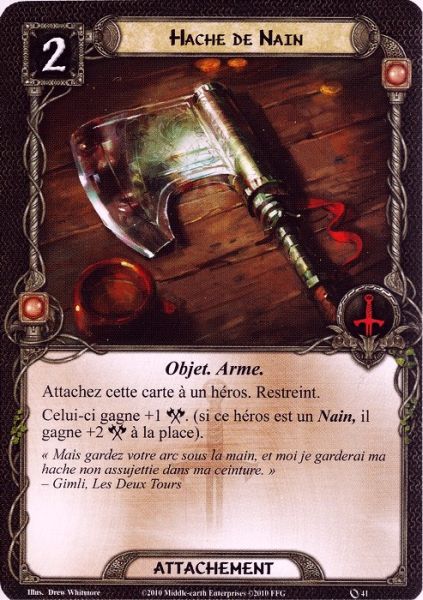 2
HACHE DE NAIN
Objet. Arme.
Attachez cette carte à un héros. Restreint.
Celui-ci gagne +1 . (si ce héros est un Nain, il
gagne +2 à la place).
« Mais gardez votre arc sous la main, et moi je garderai ma
hache non assujettie dans ma ceinture. »
– Gimli, Les Deux Tours
ATTACHEMENT
Illus. Drew Whitmore ©2010 Middle-earth Enterprises ©2010 FFG 41